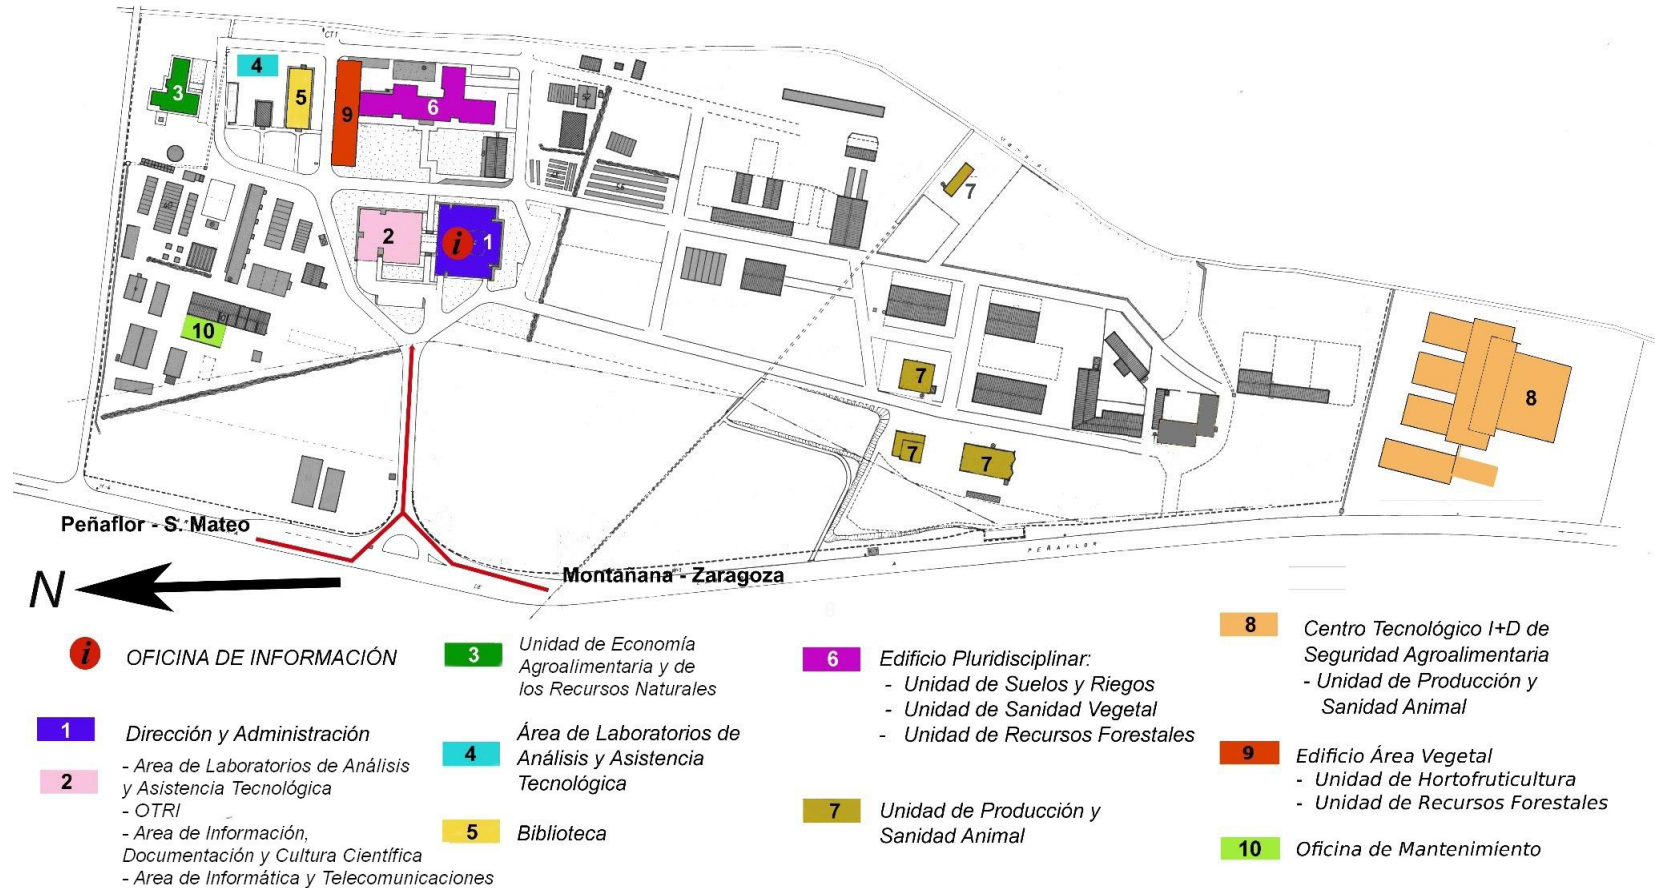 CT1
4
3
5
9
6
7
2
i
1
10
7
8
7
7
Peñaflor - S. Mateo
PEÑAFLOR
Montañana - Zaragoza
DE
A
N
6
i OFICINA DE INFORMACIÓN
1 Dirección y Administración
2 - Area de Laboratorios de Análisis
y Asistencia Tecnológica
- OTRI
- Area de Información,
Documentación y Cultura Científica
- Area de Informática y Telecomunicaciones
3 Unidad de Economía
Agroalimentaria y de
los Recursos Naturales
4 Área de Laboratorios de
Análisis y Asistencia
Tecnológica
5 Biblioteca
6 Edificio Pluridisciplinar:
- Unidad de Suelos y Riegos
- Unidad de Sanidad Vegetal
- Unidad de Recursos Forestales
7 Unidad de Producción y
Sanidad Animal
8 Centro Tecnológico I+D de
Seguridad Agroalimentaria
- Unidad de Producción y
Sanidad Animal
9 Edificio Área Vegetal
- Unidad de Hortofruticultura
- Unidad de Recursos Forestales
10 Oficina de Mantenimiento